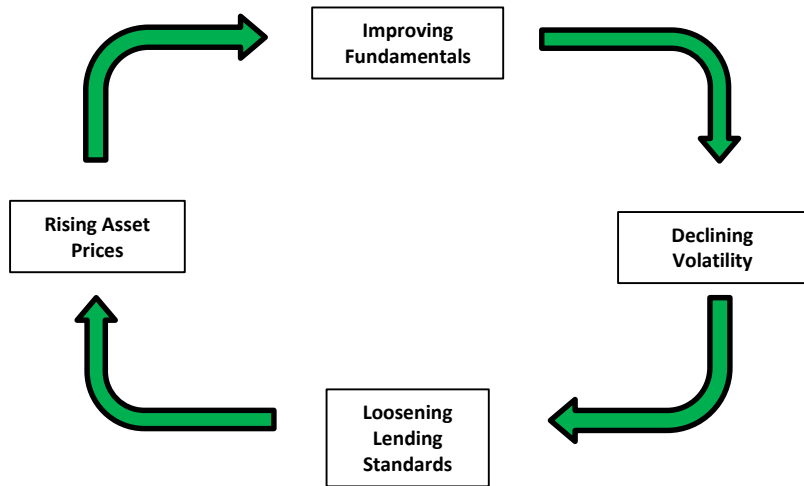 Improving
Fundamentals
Rising Asset
Prices
Declining
Volatility
Loosening
Lending
Standards